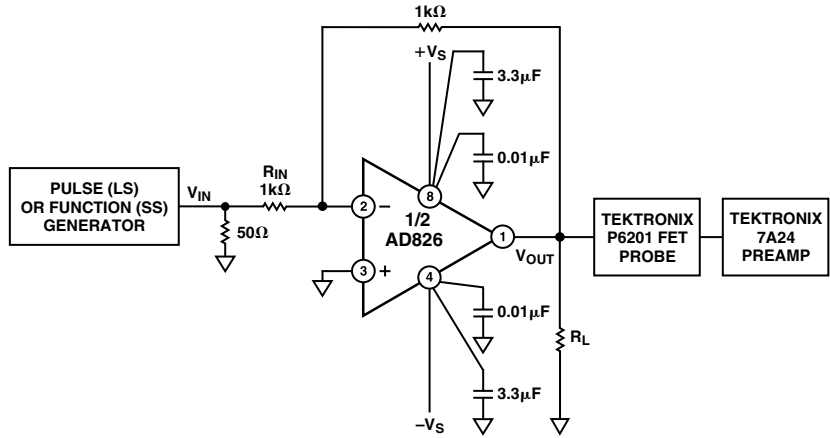 1kΩ
+VS
3.3μF
0.01μF
PULSE (LS)
OR FUNCTION (SS)
GENERATOR
VIN
RIN
1kΩ
50Ω
2
–
8
1/2
AD826
1
VOUT
3
+
4
TEKTRONIX
P6201 FET
PROBE
TEKTRONIX
7A24
PREAMP
0.01μF
RL
3.3μF
–VS